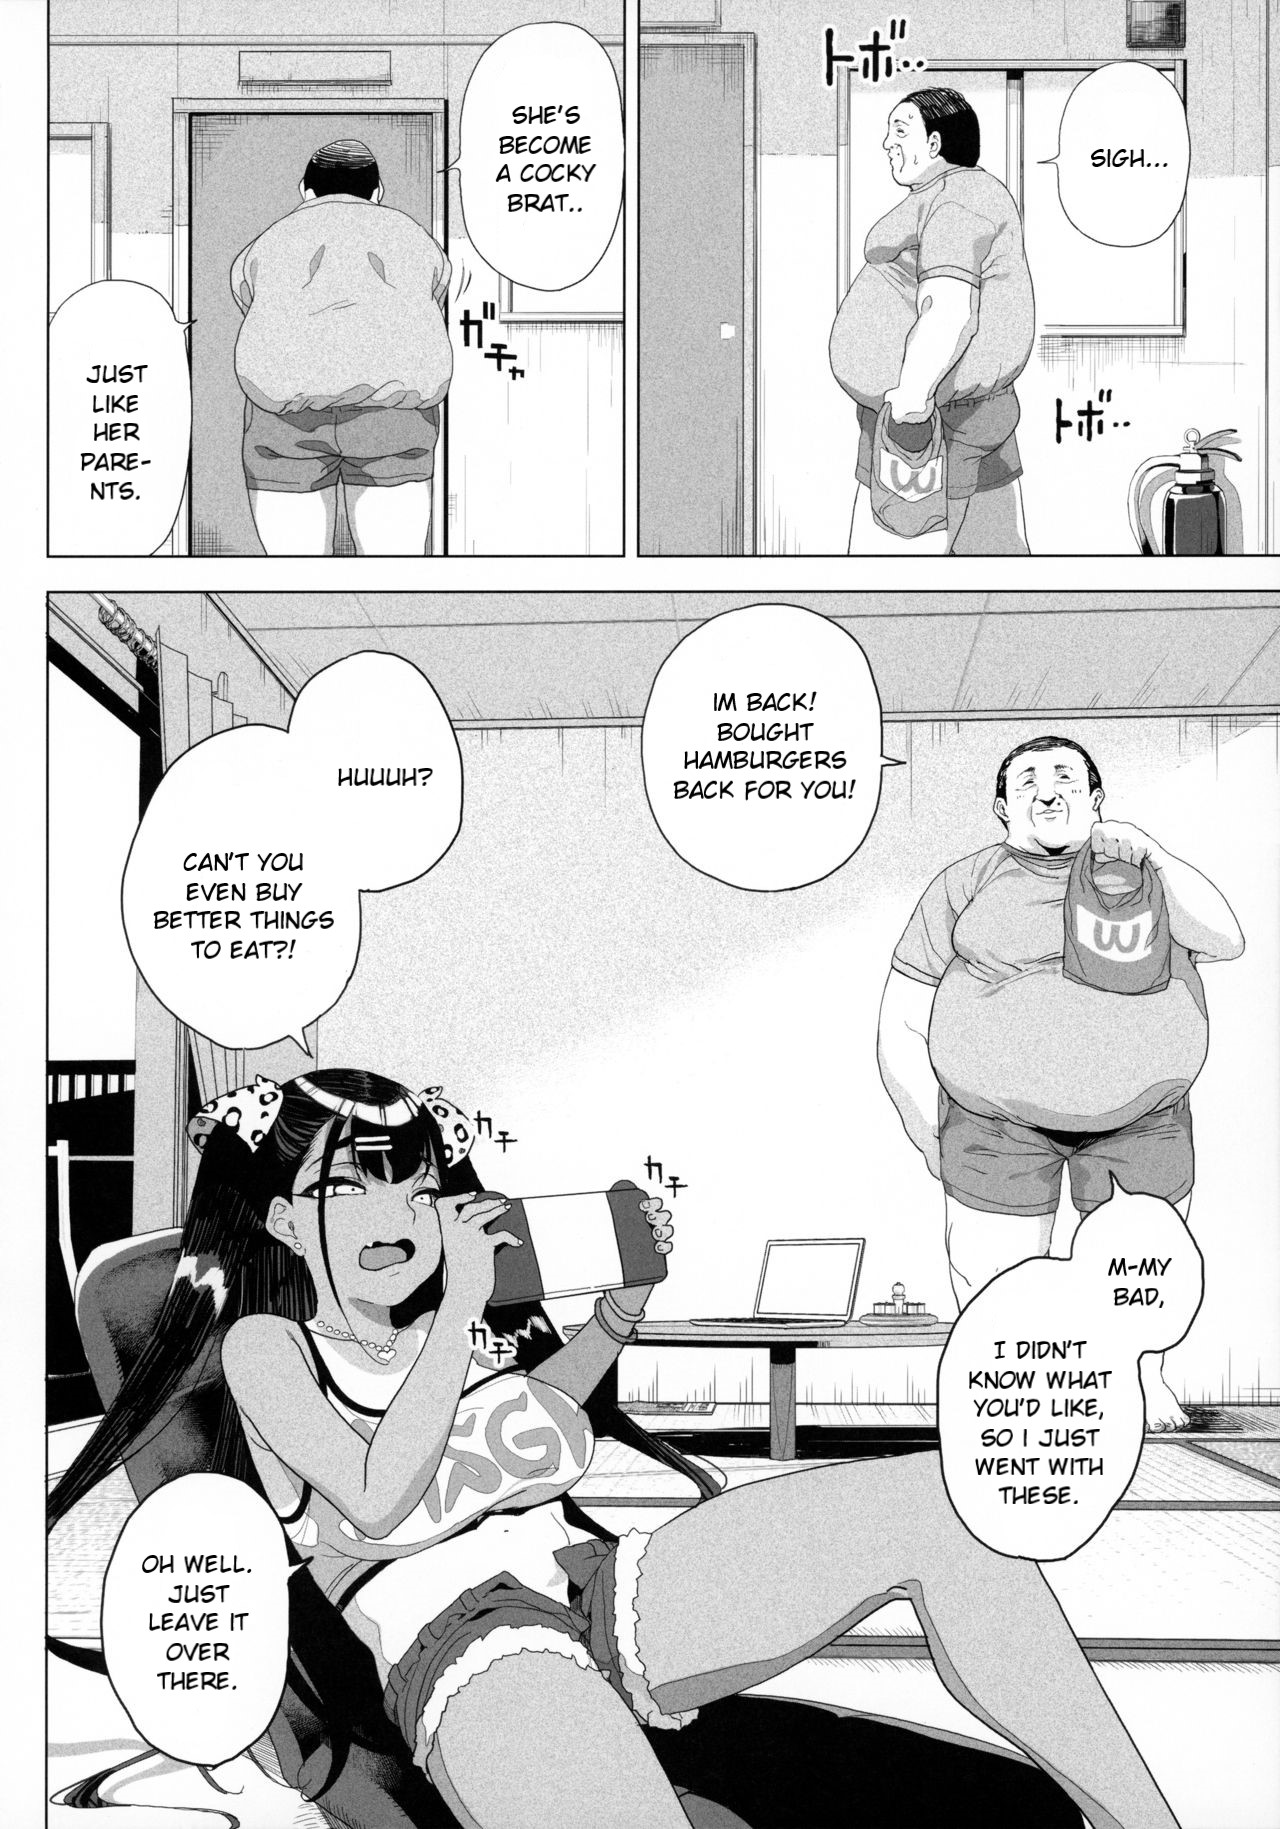 トボ..
SIGH...
トボ..
SHE'S
BECOME
A COCKY
BRAT..
ガチャ
JUST
LIKE
HER
PARE-
NTS.
W
IM BACK!
BOUGHT
HAMBURGERS
BACK FOR YOU!
W
HUUUH?
CAN'T YOU
EVEN BUY
BETTER THINGS
TO EAT?!
カチ
カチ
カチ
M-MY
BAD,
I DIDN'T
KNOW WHAT
YOU'D LIKE,
SO I JUST
WENT WITH
THESE.
OH WELL.
JUST
LEAVE IT
OVER
THERE.